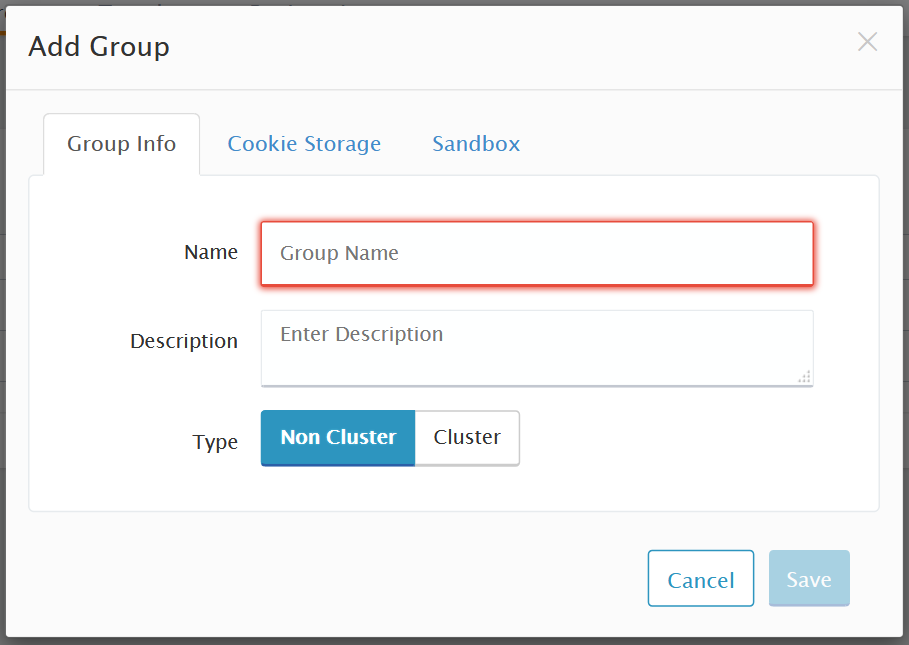 Add Group
Group Info Cookie Storage Sandbox
Name Group Name
Description Enter Description
Type Non Cluster Cluster
Cancel Save